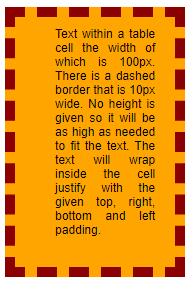 Text within a table
cell the width of
which is 100px.
There is a dashed
border that is 10px
wide. No height is
given so it will be
as high as needed
to fit the text. The
text will wrap
inside the cell
justify with the
given top, right,
bottom and left
padding.